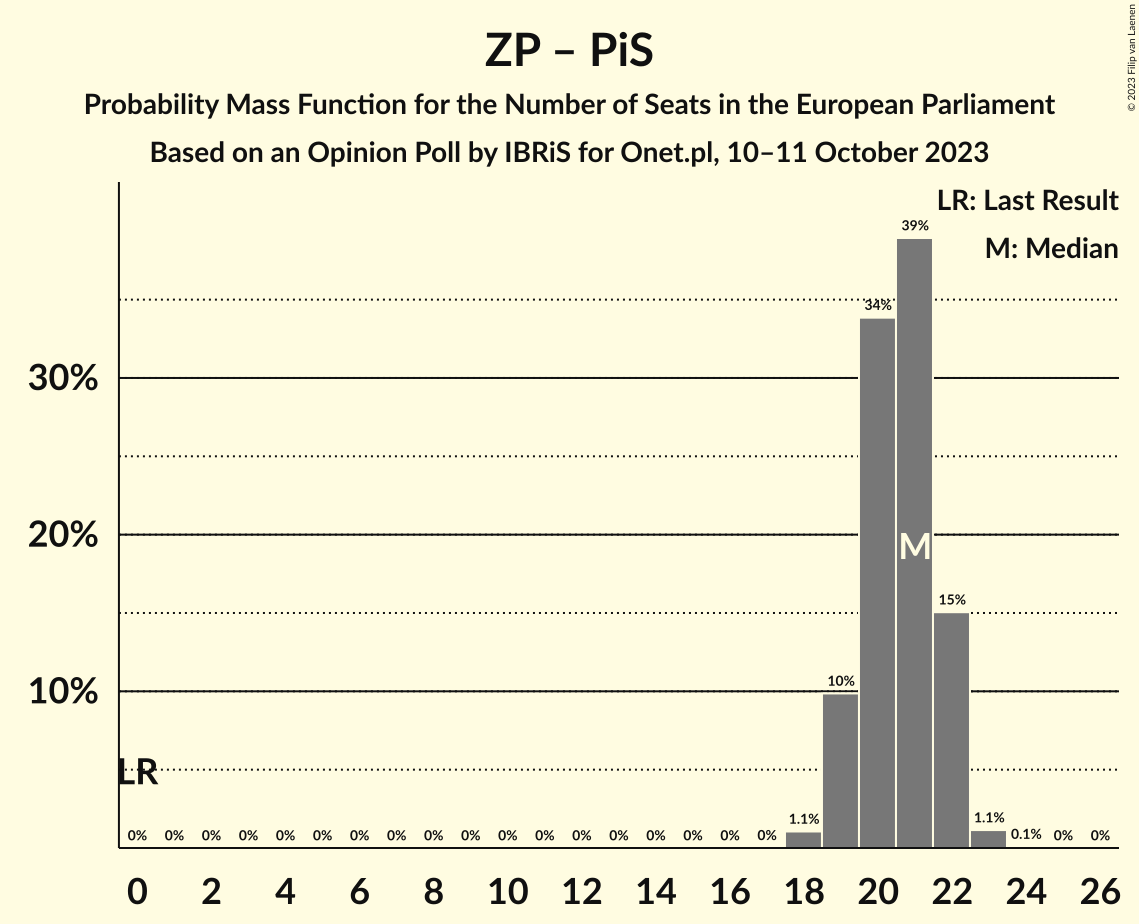 ZP – PiS
Probability Mass Function for the Number of Seats in the European Parliament
Based on an Opinion Poll by IBRiS for Onet.pl, 10–11 October 2023
© 2023 Filip van Laenen
LR: Last Result
M: Median
39%
34%
30%
20%
M
15%
10%
10%
LR
0% 0% 0% 0% 0% 0% 0% 0% 0% 0% 0% 0% 0% 0% 0% 0% 0% 0% 1.1% 1.1% 0.1% 0% 0%
0 2 4 6 8 10 12 14 16 18 20 22 24 26